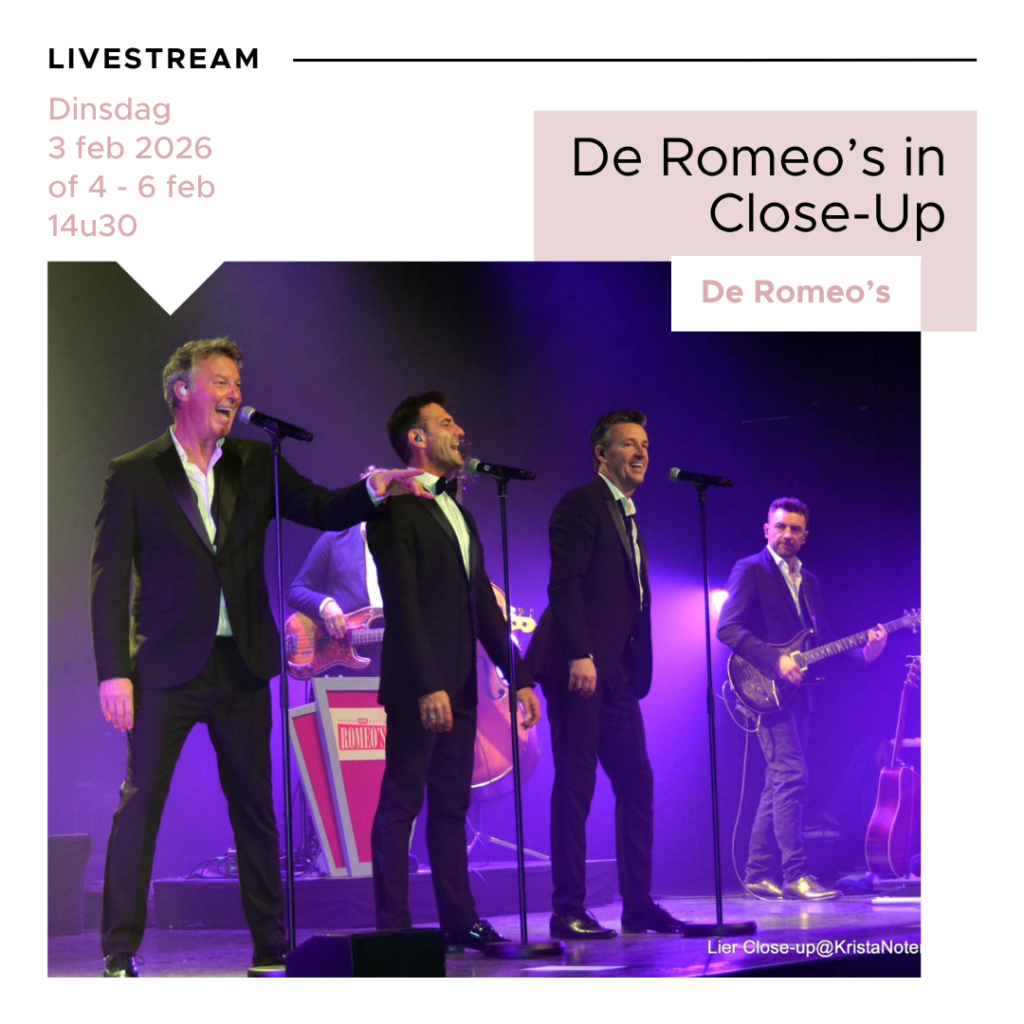 LIVESTREAM
Dinsdag
3 feb 2026
of 4 - 6 feb
14u30
De Romeo’s in
Close-Up
De Romeo’s
ROMEO'S
Lier Close-up@KristaNoten